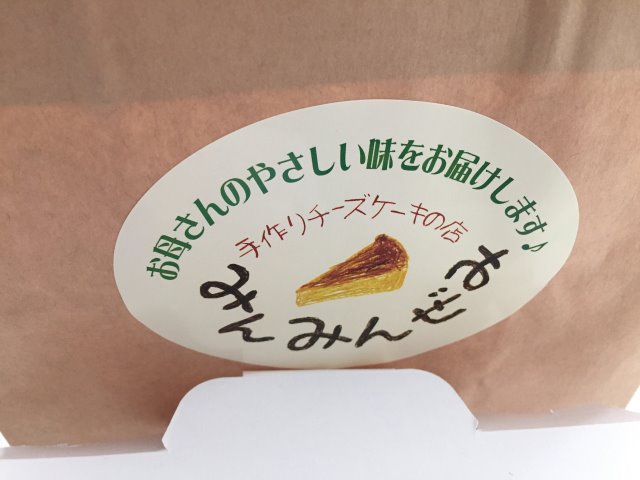 お母さんのやさしい味をお届けします♪
手作りチーズケーキの店
みんみんぜみ